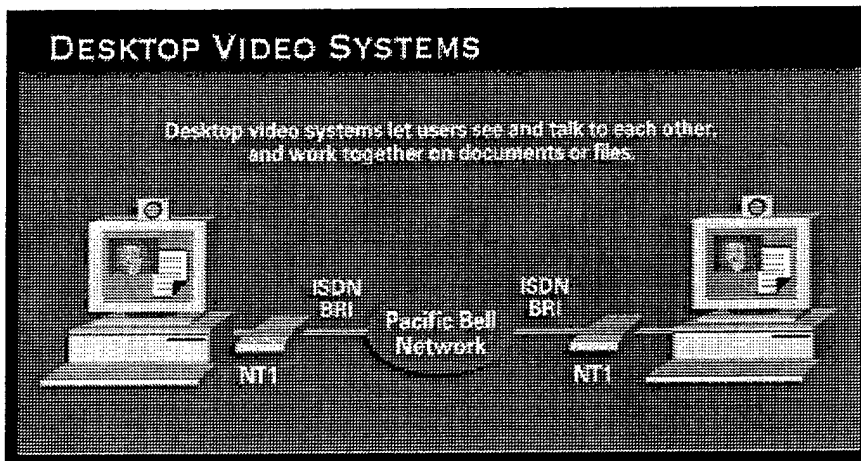 DESKTOP VIDEO SYSTEMS
Desktop video systems let users see and talk to each other,
and work together on documents or files.
ISDN
BRI
Pacific Bell
Network
ISDN
BRI
NT1
NT1